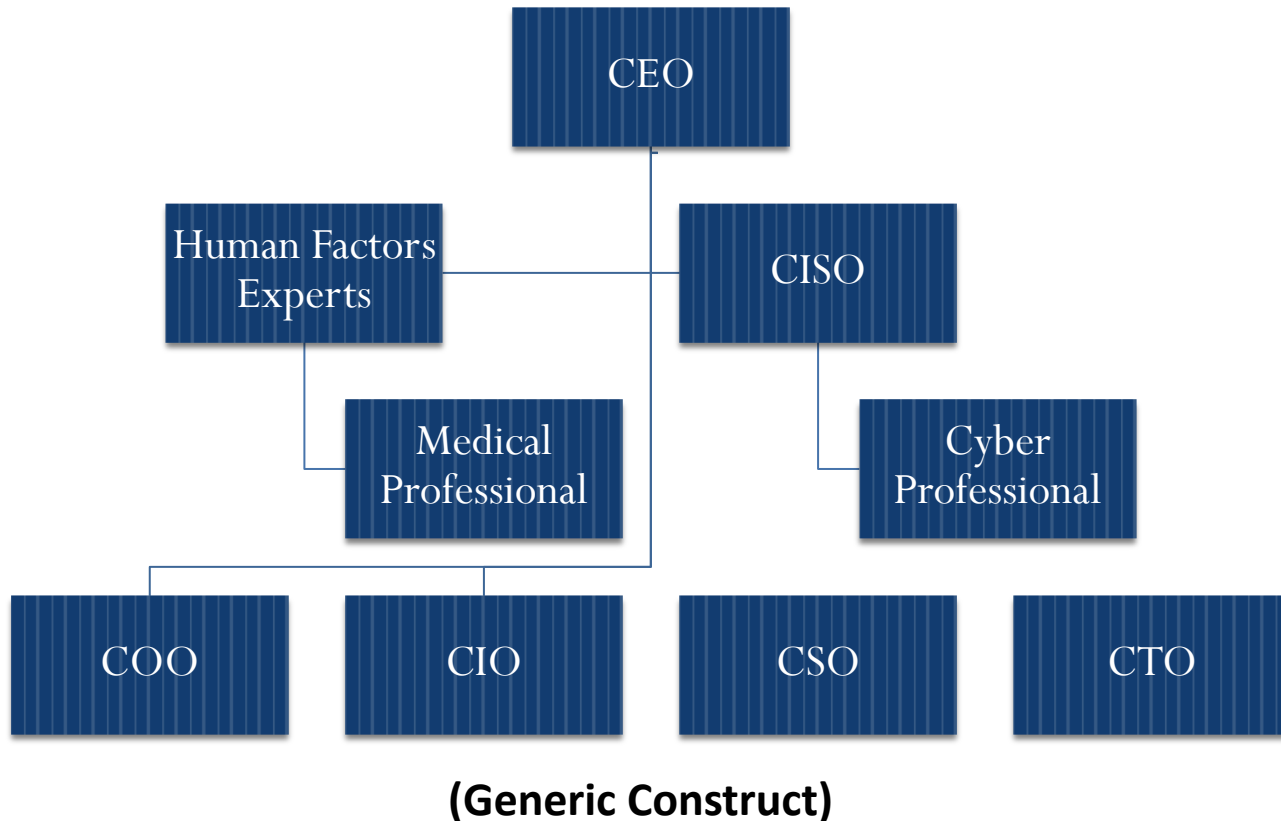 CEO
Human Factors
Experts
CISO
Medical
Professional
Cyber
Professional
COO
CIO
CSO
CTO
(Generic Construct)